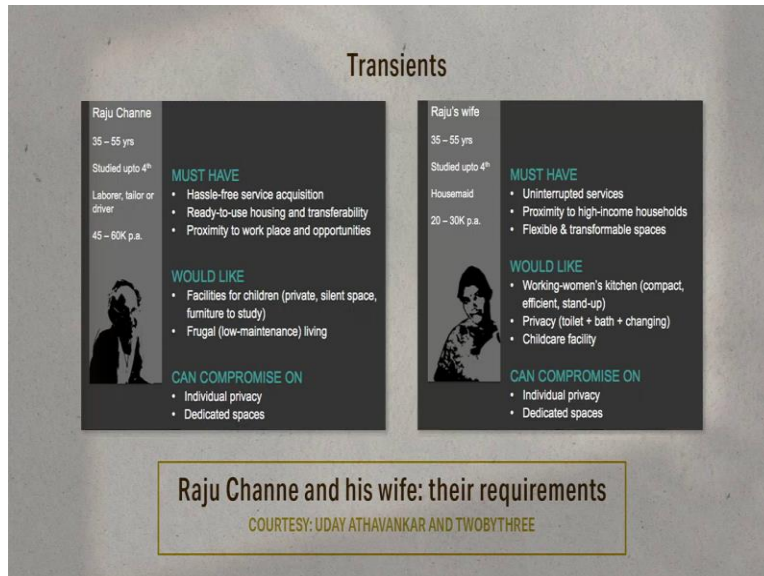 Transients
Raju Channe
35 – 55 yrs
Studied upto 4th
Laborer, tailor or
driver
45 – 60K p.a.
MUST HAVE
• Hassle-free service acquisition
• Ready-to-use housing and transferability
• Proximity to work place and opportunities
WOULD LIKE
• Facilities for children (private, silent space,
furniture to study)
• Frugal (low-maintenance) living
CAN COMPROMISE ON
• Individual privacy
• Dedicated spaces
Raju's wife
35 – 55 yrs
Studied upto 4th
Housemaid
20 – 30K p.a.
MUST HAVE
• Uninterrupted services
• Proximity to high-income households
• Flexible & transformable spaces
WOULD LIKE
• Working-women's kitchen (compact,
efficient, stand-up)
• Privacy (toilet + bath + changing)
• Childcare facility
CAN COMPROMISE ON
• Individual privacy
• Dedicated spaces
Raju Channe and his wife: their requirements
COURTESY: UDAY ATHAVANKAR AND TWOBYTHREE